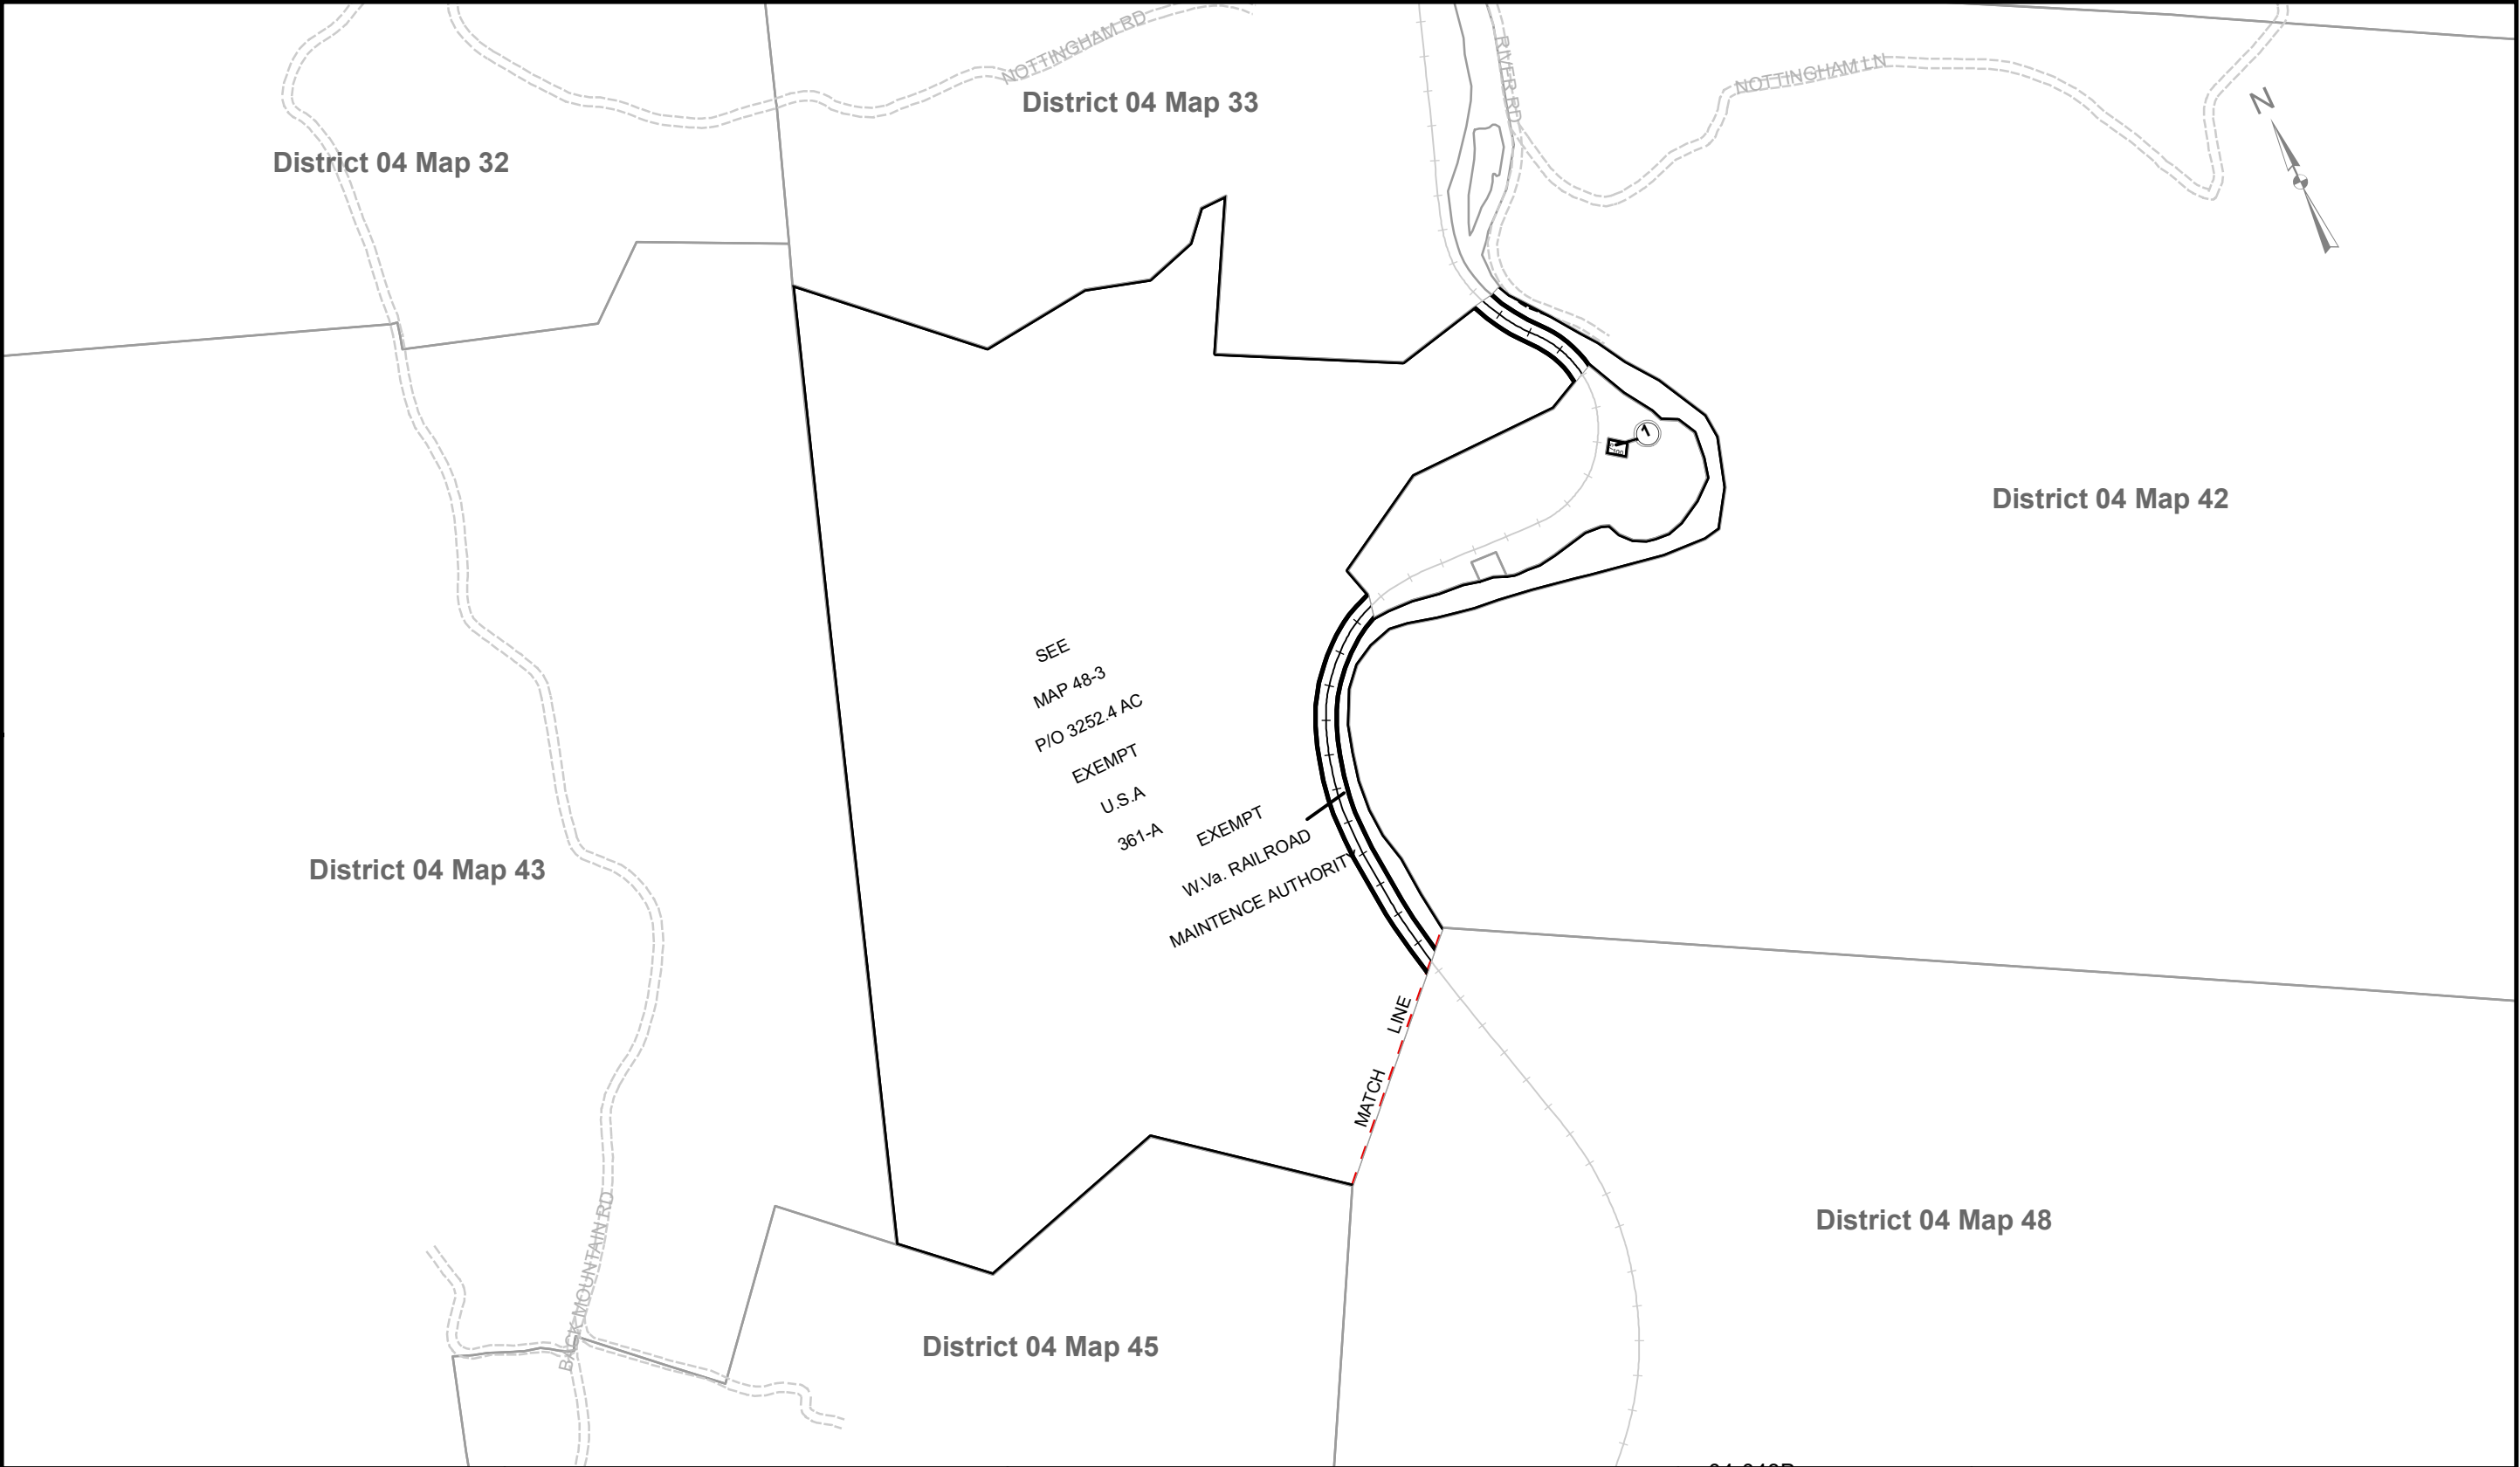 NOTTINGHAM RD
RIVER RD
NOTTINGHAM LN
District 04 Map 33
N
District 04 Map 32
1
District 04 Map 42
SEE
MAP 48-3
P/O 3252.4 AC
EXEMPT
U.S.A
361-A
EXEMPT
W.Va. RAILROAD
MAINTENCE AUTHORITY
District 04 Map 43
MATCH LINE
District 04 Map 48
BACK MOUNTAIN RD
District 04 Map 45